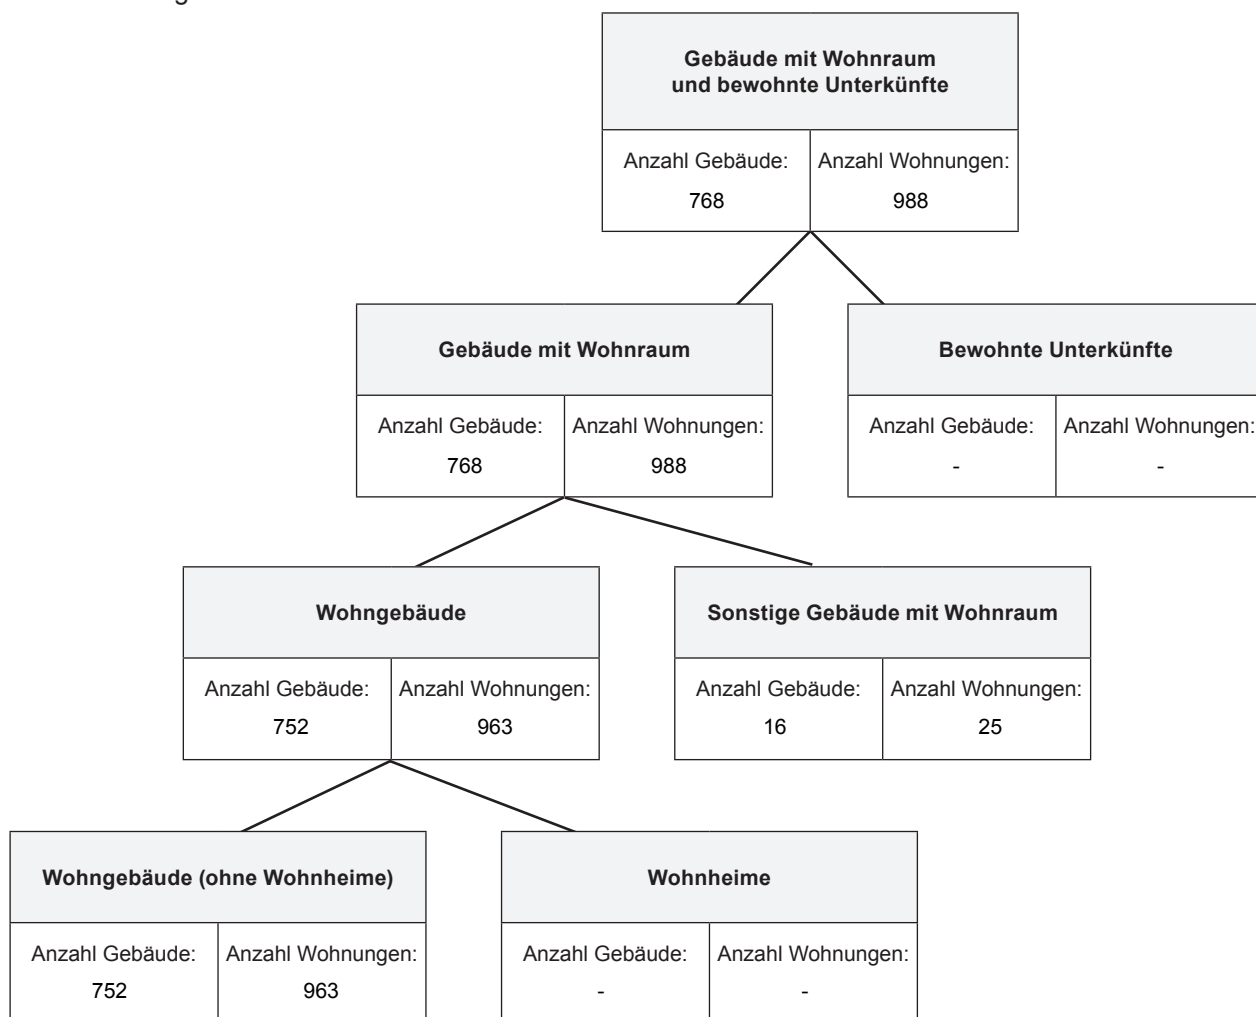 Gebäude mit Wohnraum
und bewohnte Unterkünfte
Anzahl Gebäude: Anzahl Wohnungen:
768 988
Gebäude mit Wohnraum
Anzahl Gebäude: Anzahl Wohnungen:
768 988
Bewohnte Unterkünfte
Anzahl Gebäude: Anzahl Wohnungen:
- -
Wohngebäude
Anzahl Gebäude: Anzahl Wohnungen:
752 963
Sonstige Gebäude mit Wohnraum
Anzahl Gebäude: Anzahl Wohnungen:
16 25
Wohngebäude (ohne Wohnheime)
Anzahl Gebäude: Anzahl Wohnungen:
752 963
Wohnheime
Anzahl Gebäude: Anzahl Wohnungen:
- -